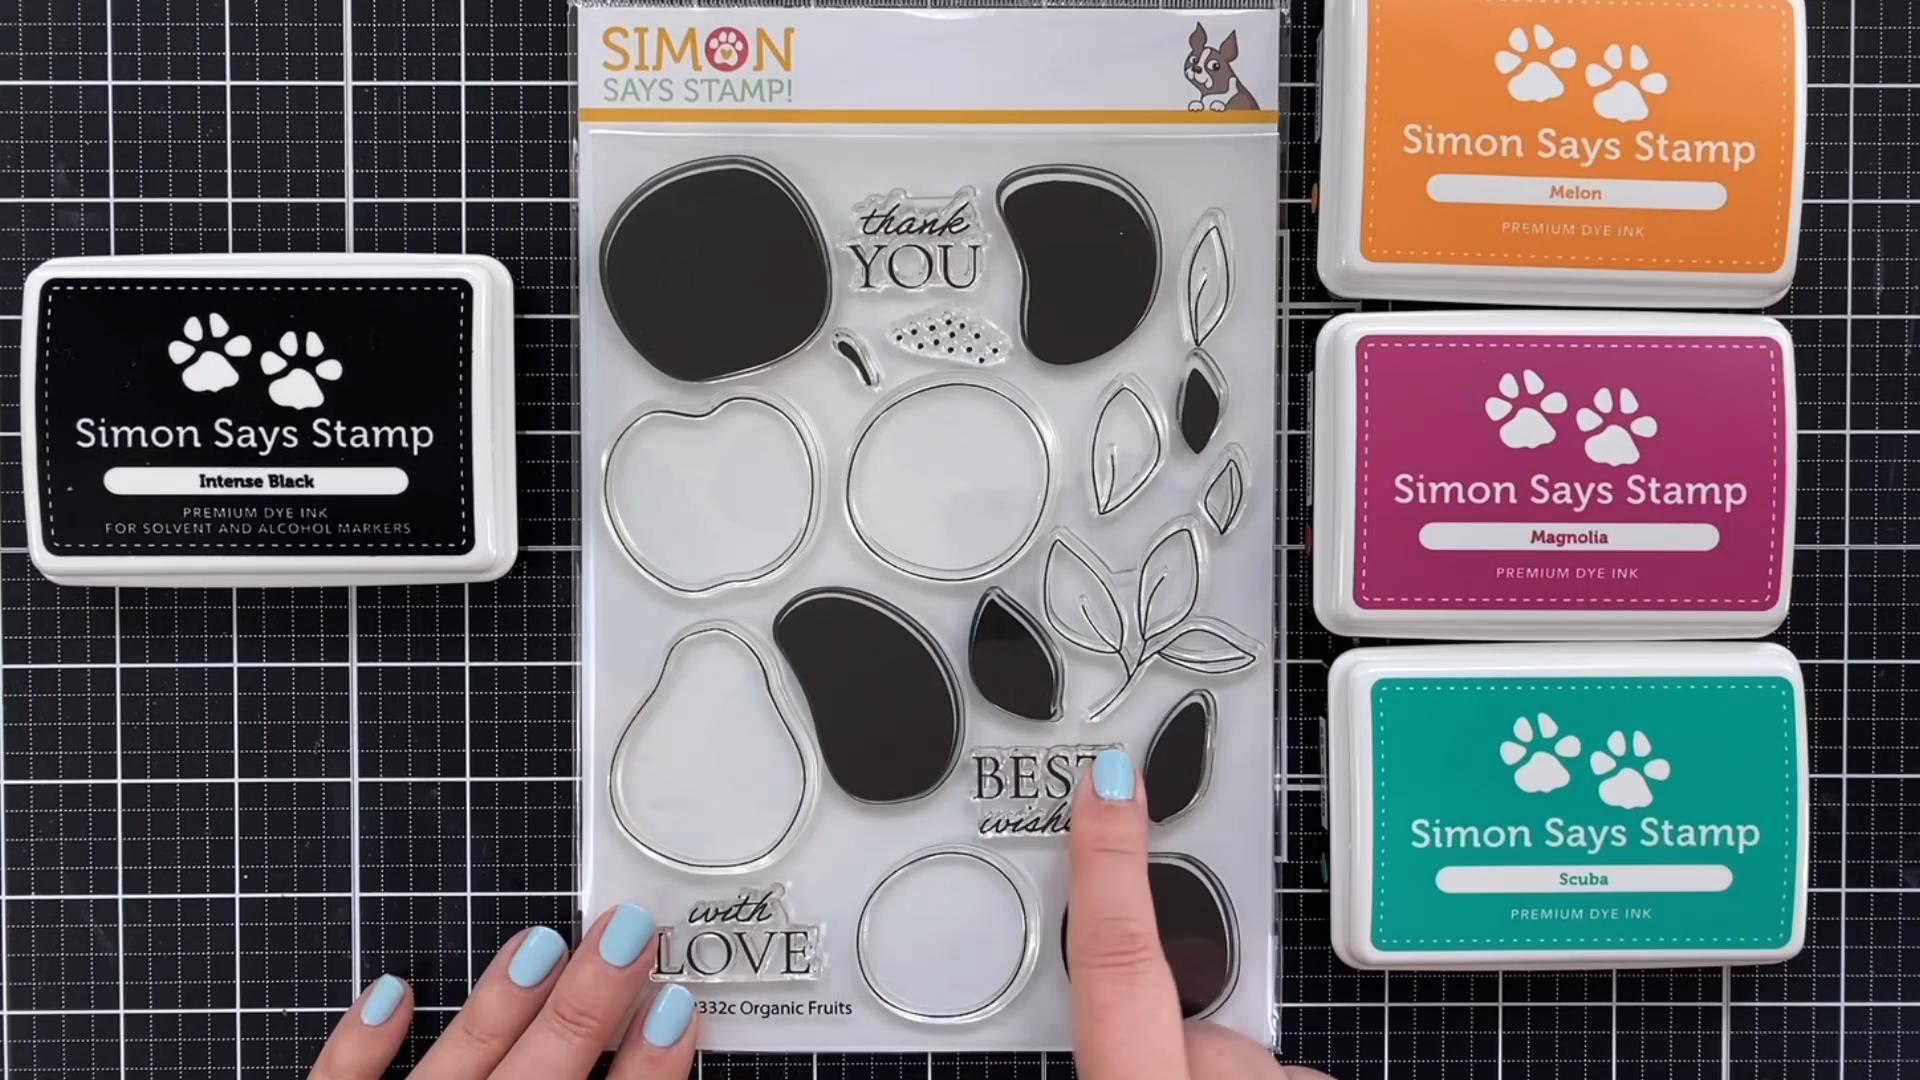 SIMON
SAYS STAMP!
thank
YOU
BEST
with
LOVE
332c Organic Fruits
Simon Says Stamp
Intense Black
PREMIUM DYE INK
FOR SOLVENT AND ALCOHOL MARKERS
Simon Says Stamp
Melon
PREMIUM DYE INK
Simon Says Stamp
Magnolia
PREMIUM DYE INK
Simon Says Stamp
Scuba
PREMIUM DYE INK